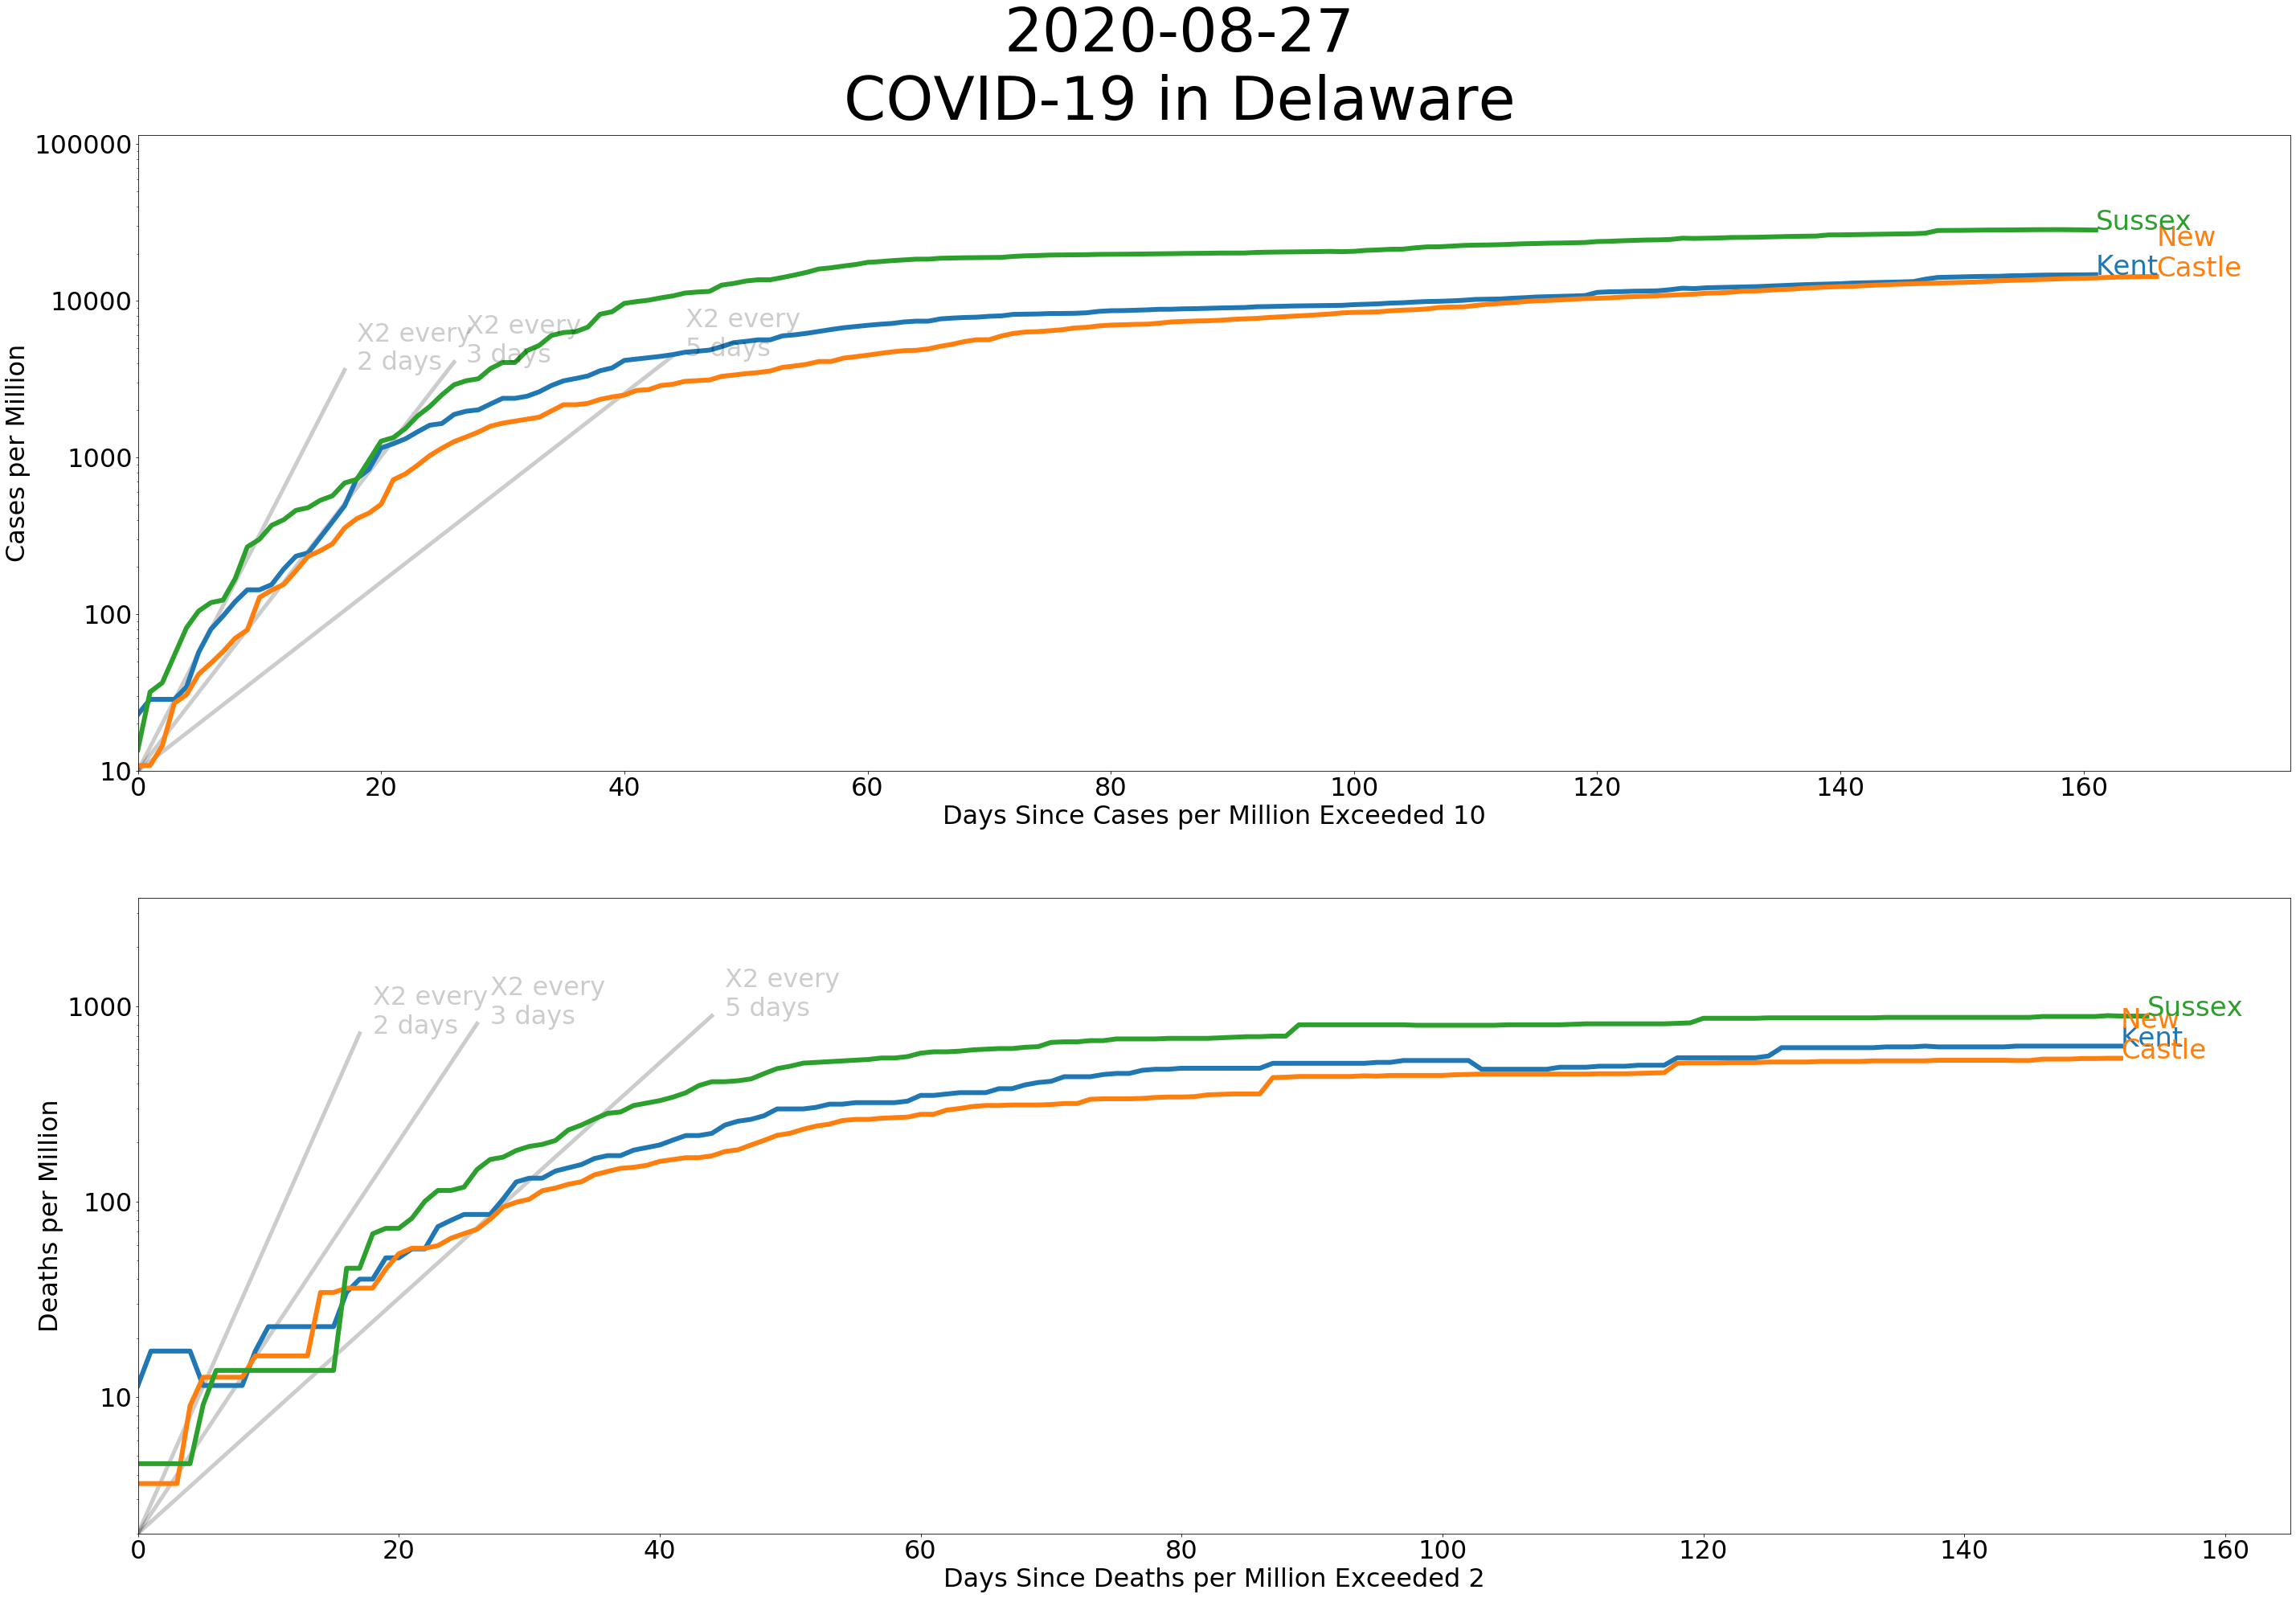 2020-08-27
COVID-19 in Delaware
100000
10000
1000
100
10
Cases per Million
X2 every
2 days
X2 every
3 days
X2 every
5 days
Sussex
New
Castle
Kent
0 20 40 60 80 100 120 140 160
Days Since Cases per Million Exceeded 10
1000
100
10
Deaths per Million
X2 every
2 days
X2 every
3 days
X2 every
5 days
Sussex
New
Castle
Kent
0 20 40 60 80 100 120 140 160
Days Since Deaths per Million Exceeded 2